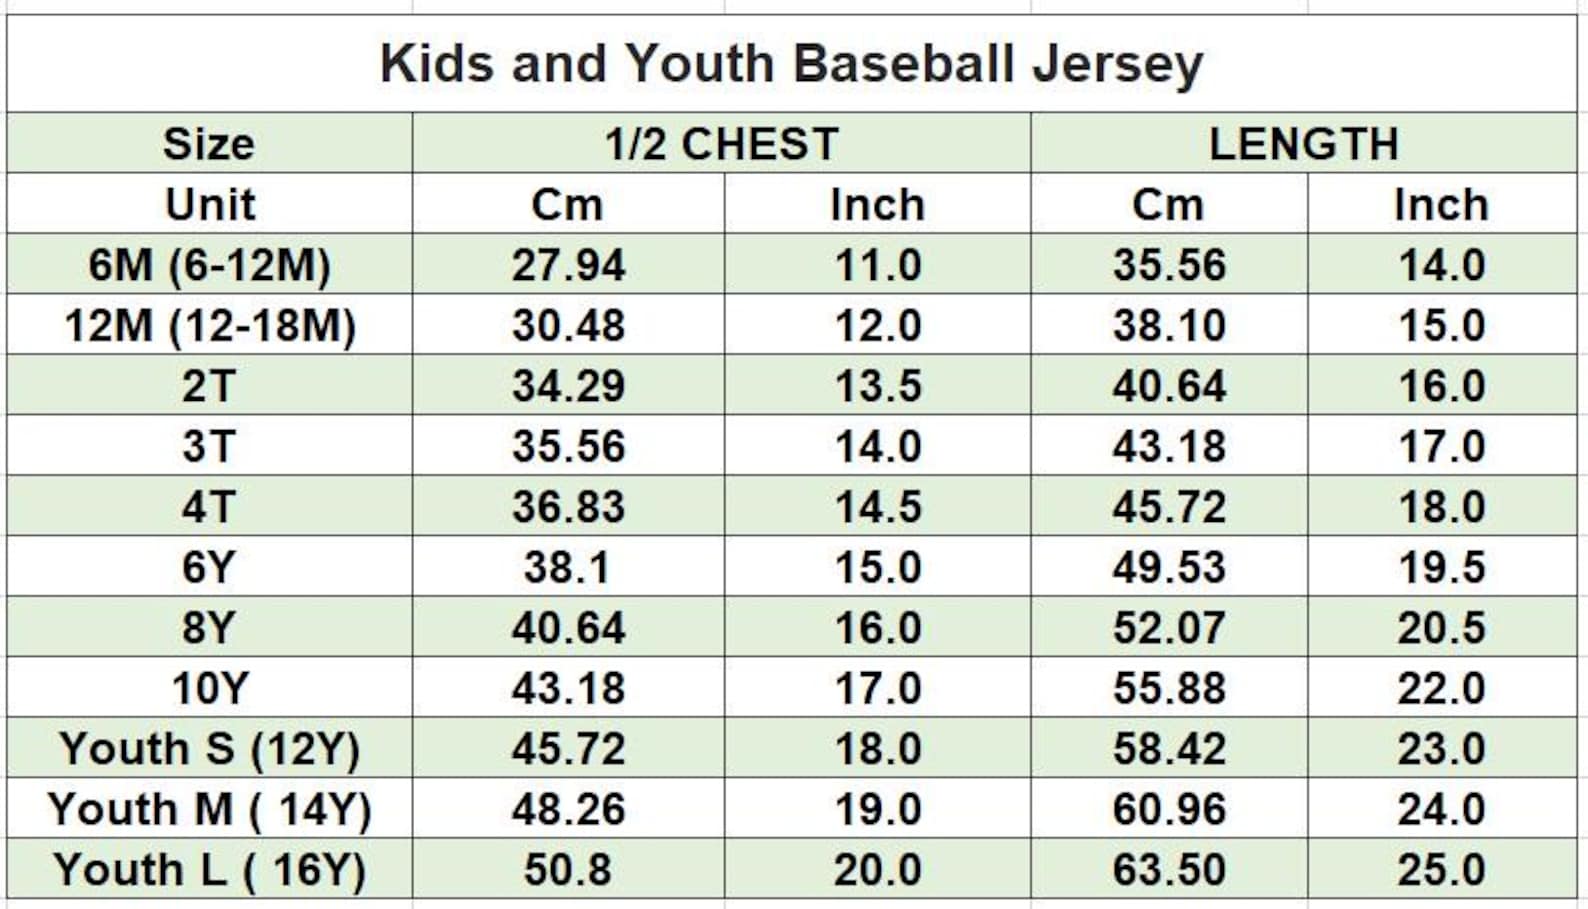 Kids and Youth Baseball Jersey
Size 1/2 CHEST LENGTH
Unit Cm Inch Cm Inch
6M (6-12M) 27.94 11.0 35.56 14.0
12M (12-18M) 30.48 12.0 38.10 15.0
2T 34.29 13.5 40.64 16.0
3T 35.56 14.0 43.18 17.0
4T 36.83 14.5 45.72 18.0
6Y 38.1 15.0 49.53 19.5
8Y 40.64 16.0 52.07 20.5
10Y 43.18 17.0 55.88 22.0
Youth S (12Y) 45.72 18.0 58.42 23.0
Youth M ( 14Y) 48.26 19.0 60.96 24.0
Youth L ( 16Y) 50.8 20.0 63.50 25.0